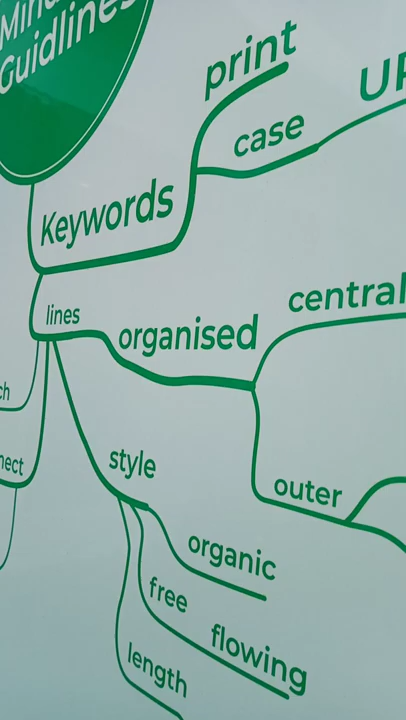 Guidlines
print
case
UP
Keywords
lines
organised
central
outer
style
organic
free flowing
length